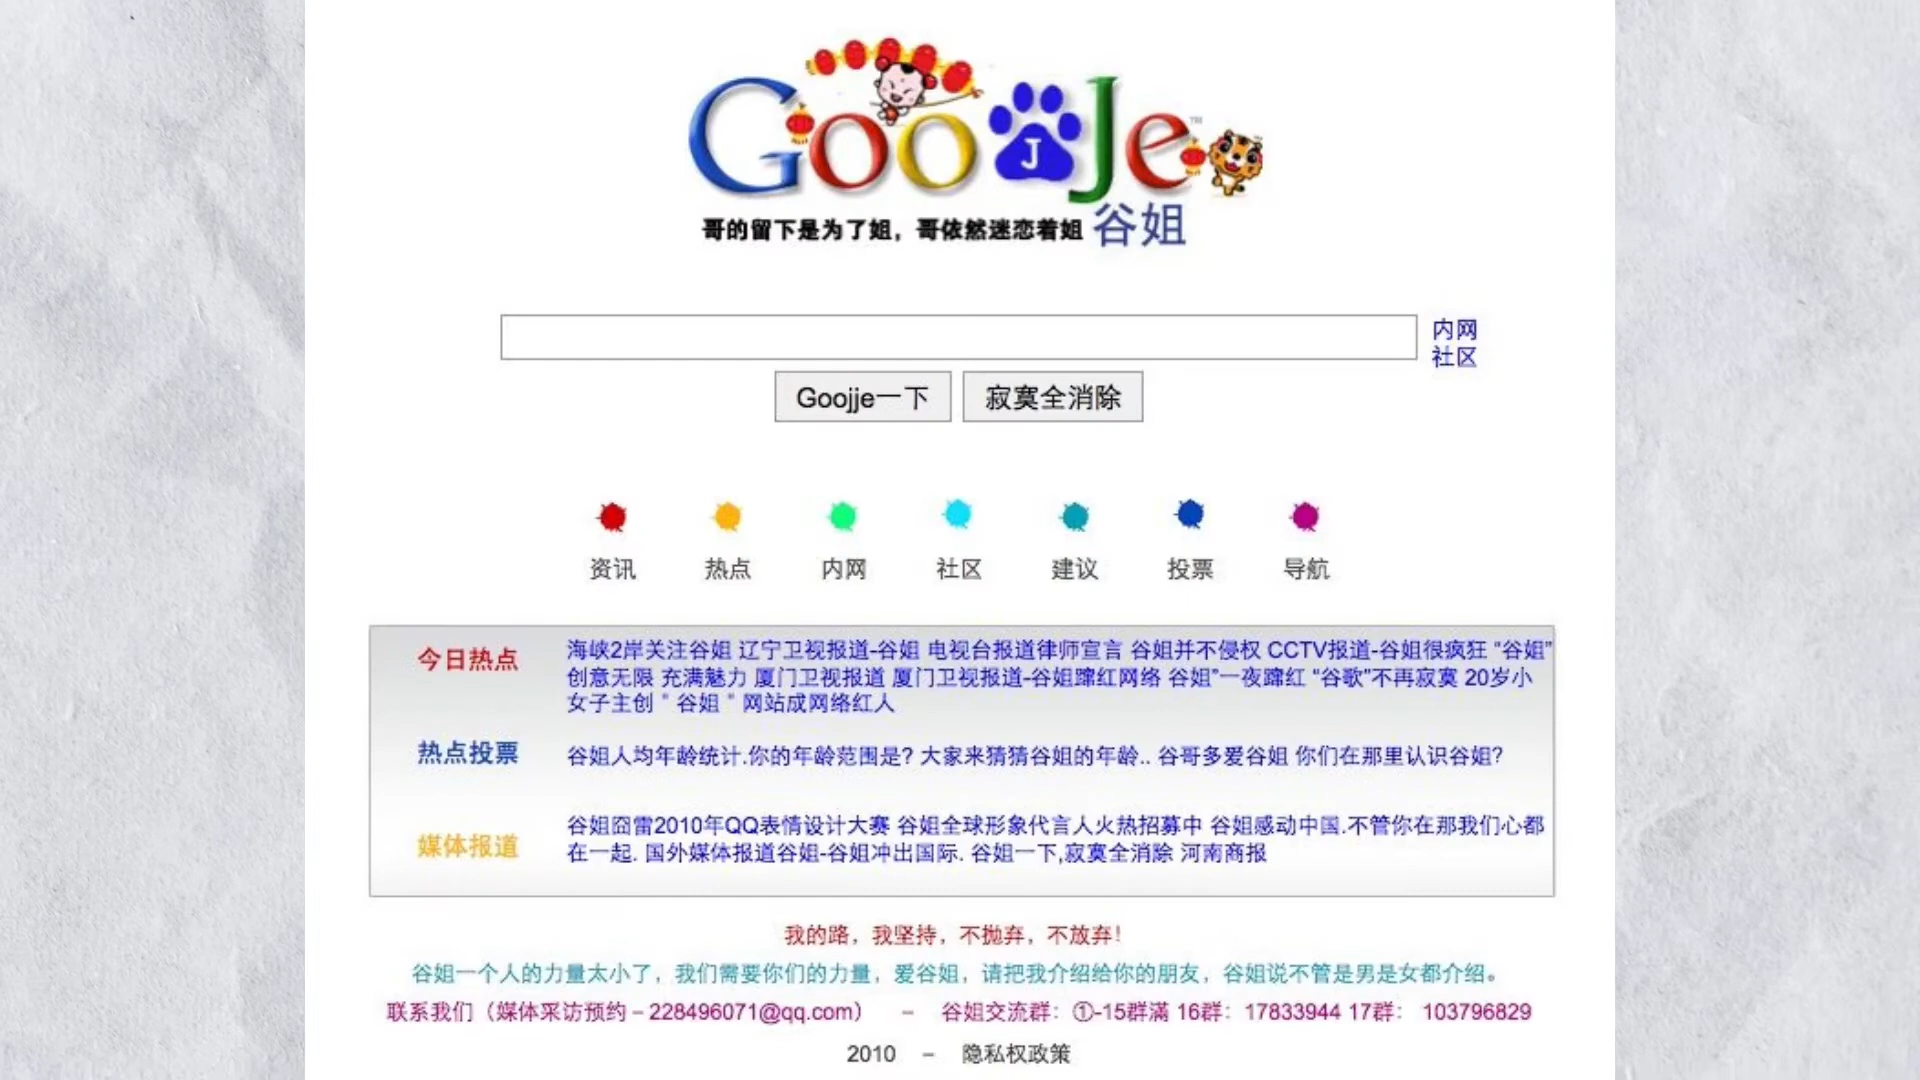 GooJJe™
哥的留下是为了姐，哥依然迷恋着姐 谷姐
内网
社区
Goojje一下 寂寞全消除
资讯 热点 内网 社区 建议 投票 导航
今日热点
海峡2岸关注谷姐 辽宁卫视报道-谷姐 电视台报道律师宣言 谷姐并不侵权 CCTV报道-谷姐很疯狂 "谷姐"
创意无限 充满魅力 厦门卫视报道 厦门卫视报道-谷姐蹿红网络 谷姐"一夜蹿红 "谷歌"不再寂寞 20岁小
女子主创＂谷姐＂网站成网络红人
热点投票
谷姐人均年龄统计.你的年龄范围是? 大家来猜猜谷姐的年龄.. 谷哥多爱谷姐 你们在那里认识谷姐?
媒体报道
谷姐囧雷2010年QQ表情设计大赛 谷姐全球形象代言人火热招募中 谷姐感动中国.不管你在那我们心都
在一起. 国外媒体报道谷姐-谷姐冲出国际. 谷姐一下,寂寞全消除 河南商报
我的路，我坚持，不抛弃，不放弃！
谷姐一个人的力量太小了，我们需要你们的力量，爱谷姐，请把我介绍给你的朋友，谷姐说不管是男是女都介绍。
联系我们（媒体采访预约－228496071@qq.com） － 谷姐交流群：①-15群满 16群：17833944 17群： 103796829
2010 － 隐私权政策